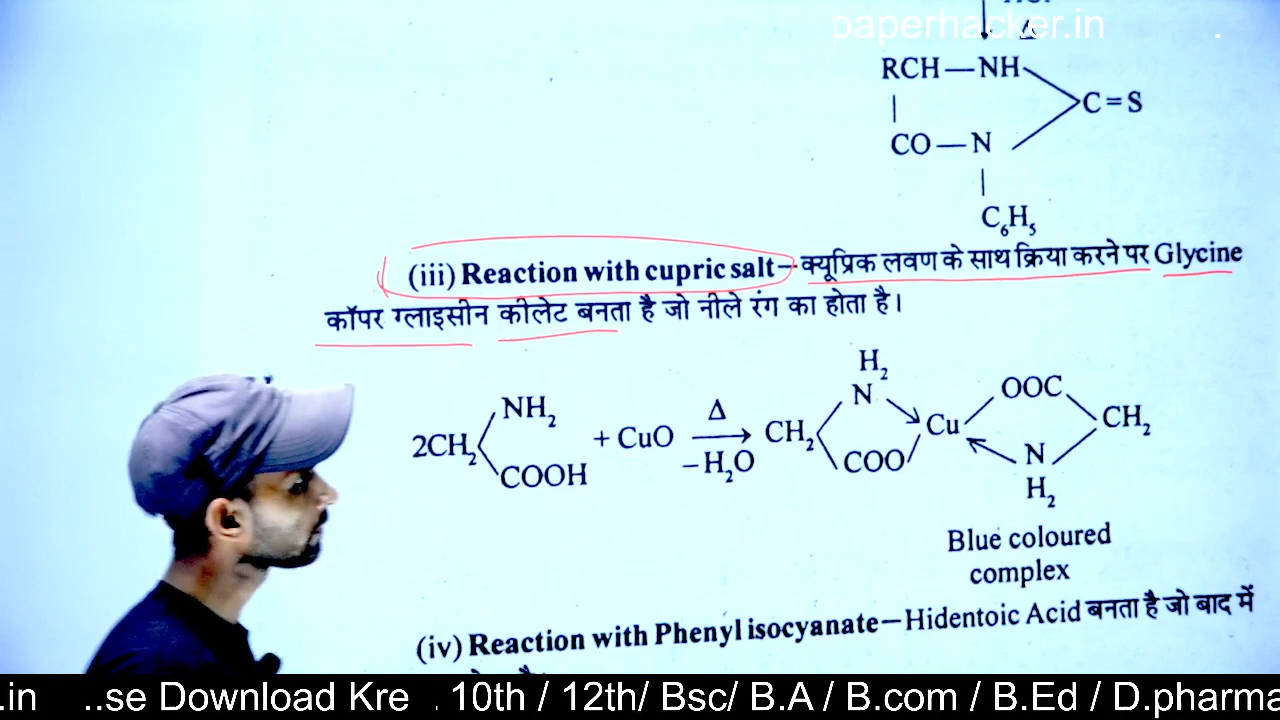 paperhacker.in .
Δ
RCH—NH
C=S
CO—N
C₆H₅
(iii) Reaction with cupric salt—क्यूप्रिक लवण के साथ क्रिया करने पर Glycine
कॉपर ग्लाइसीन कीलेट बनता है जो नीले रंग का होता है।
H₂
N OOC
NH₂ Δ CH₂ Cu CH₂
2CH₂ + CuO ⟶ COO N
COOH −H₂O H₂
Blue coloured
complex
(iv) Reaction with Phenyl isocyanate—Hidentoic Acid बनता है जो बाद में
.in ..se Download Kre . 10th / 12th/ Bsc/ B.A / B.com / B.Ed / D.pharma